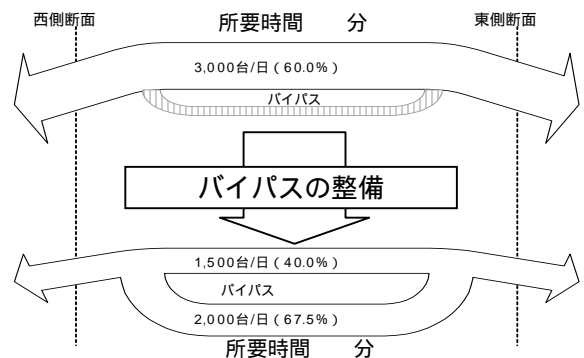 西側断面
所要時間　　分
東側断面
3,000台/日（60.0%）
バイパス
バイパスの整備
1,500台/日（40.0%）
バイパス
2,000台/日（67.5%）
所要時間　　分